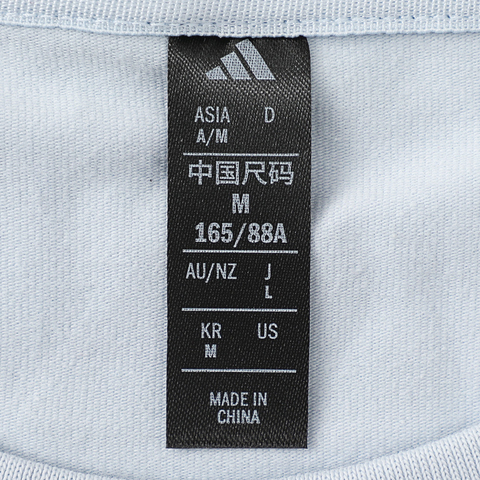 ASIA D
A/M
中国尺码
M
165/88A
AU/NZ J
L
KR US
M
MADE IN
CHINA